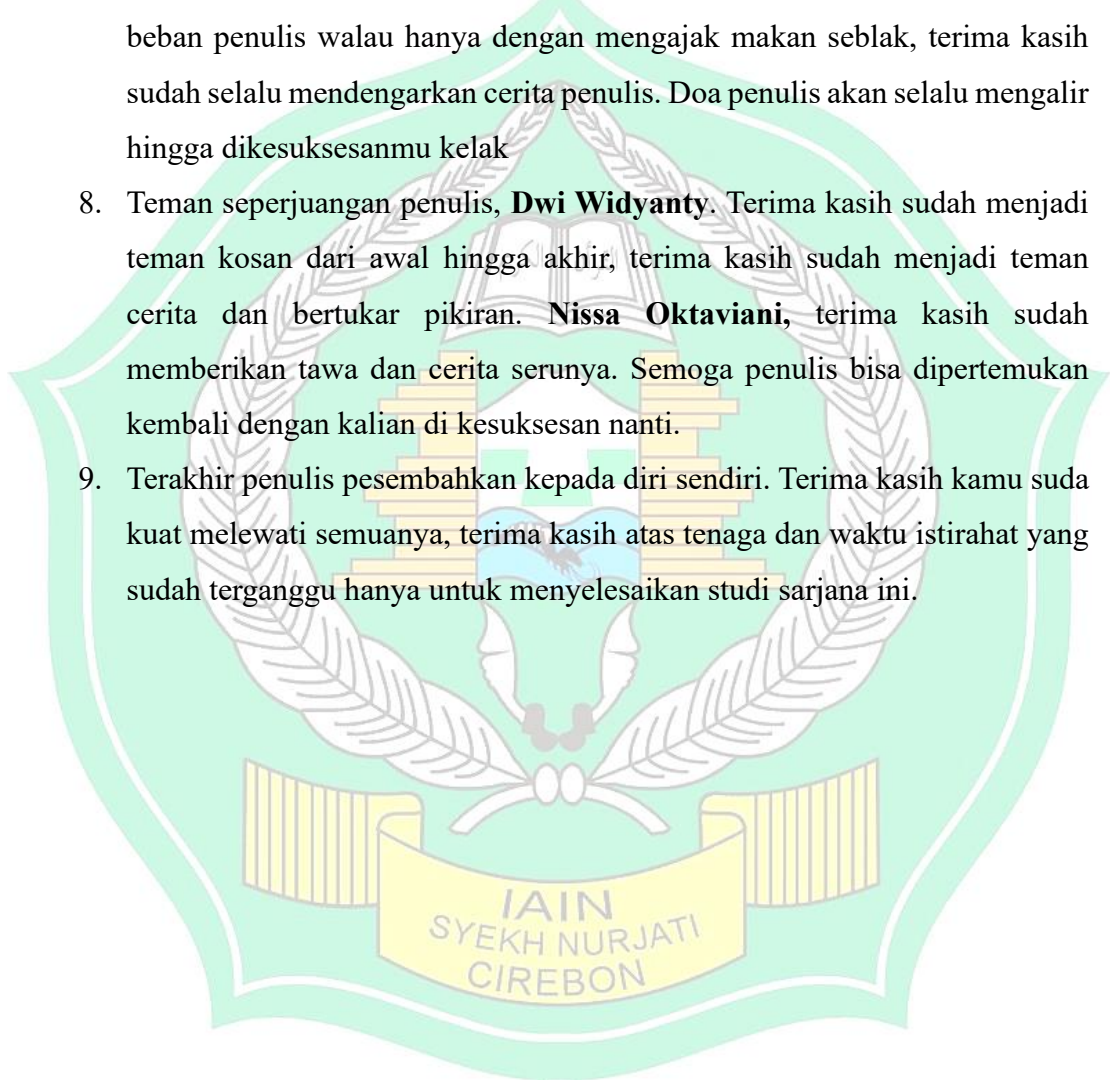 beban penulis walau hanya dengan mengajak makan seblak, terima kasih
sudah selalu mendengarkan cerita penulis. Doa penulis akan selalu mengalir
hingga dikesuksesanmu kelak
8. Teman seperjuangan penulis, Dwi Widyanty. Terima kasih sudah menjadi
teman kosan dari awal hingga akhir, terima kasih sudah menjadi teman
cerita dan bertukar pikiran. Nissa Oktaviani, terima kasih sudah
memberikan tawa dan cerita serunya. Semoga penulis bisa dipertemukan
kembali dengan kalian di kesuksesan nanti.
9. Terakhir penulis pesembahkan kepada diri sendiri. Terima kasih kamu suda
kuat melewati semuanya, terima kasih atas tenaga dan waktu istirahat yang
sudah terganggu hanya untuk menyelesaikan studi sarjana ini.
IAIN
SYEKH NURJATI
CIREBON